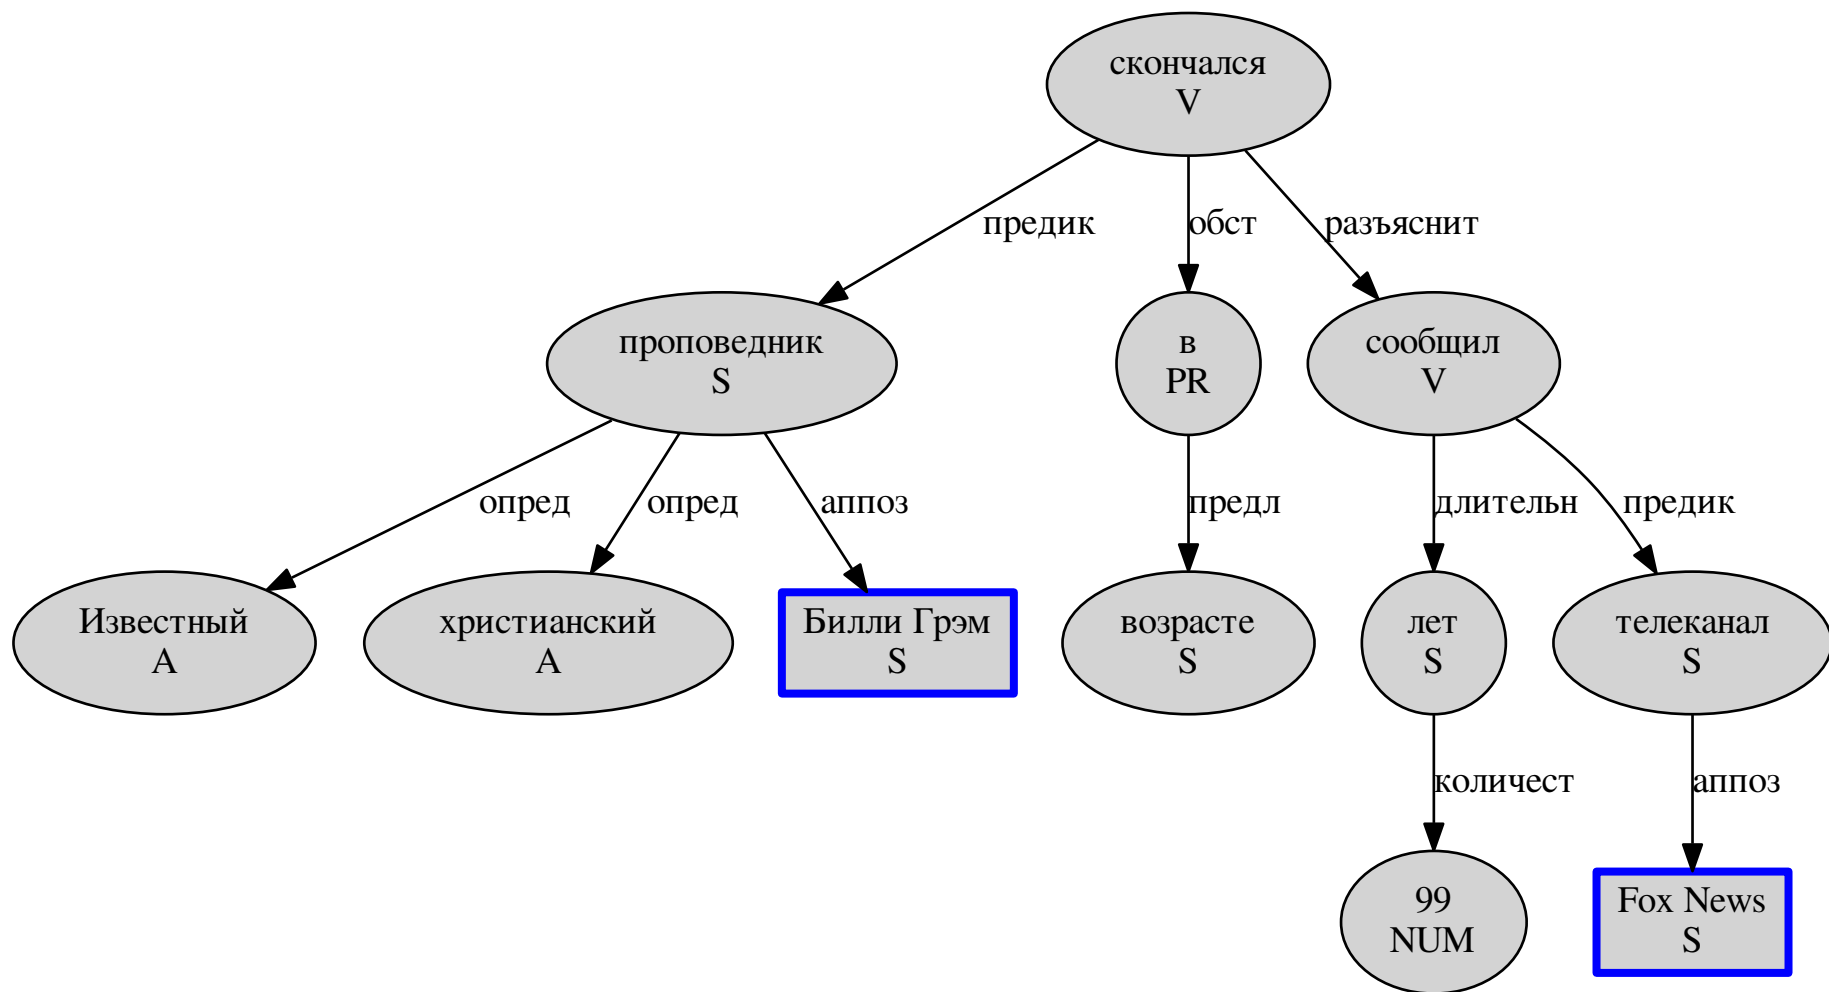 скончался
V
предик
обст
разъяснит
проповедник
S
в
PR
сообщил
V
опред
опред
аппоз
предл
длительн
предик
Известный
A
христианский
A
Билли Грэм
S
возрасте
S
лет
S
телеканал
S
количест
аппоз
99
NUM
Fox News
S